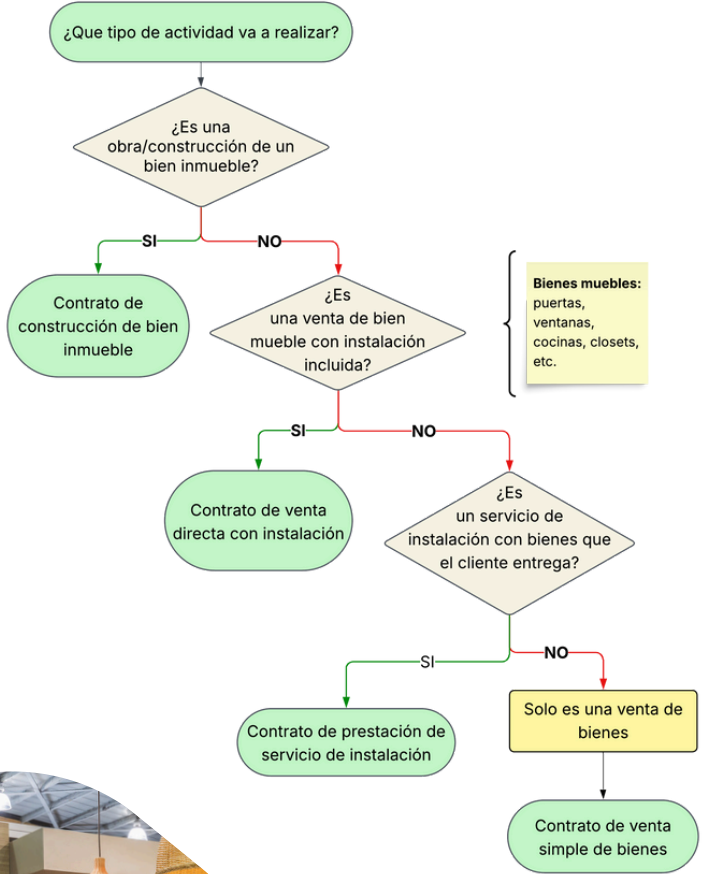 ¿Que tipo de actividad va a realizar?
¿Es una
obra/construcción de un
bien inmueble?
SI
NO
Contrato de
construcción de bien
inmueble
¿Es
una venta de bien
mueble con instalación
incluida?
Bienes muebles:
puertas,
ventanas,
cocinas, closets,
etc.
SI
NO
Contrato de venta
directa con instalación
¿Es
un servicio de
instalación con bienes que
el cliente entrega?
SI
NO
Contrato de prestación de
servicio de instalación
Solo es una venta de
bienes
Contrato de venta
simple de bienes